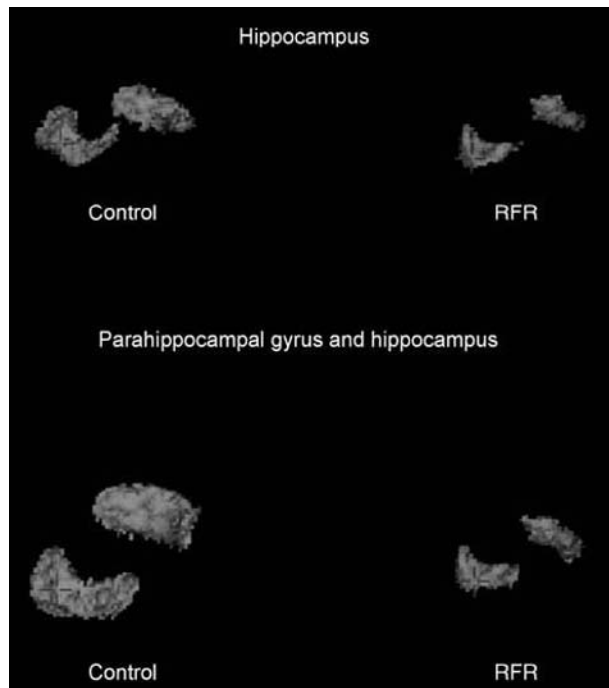 Hippocampus
Control
RFR
Parahippocampal gyrus and hippocampus
Control
RFR